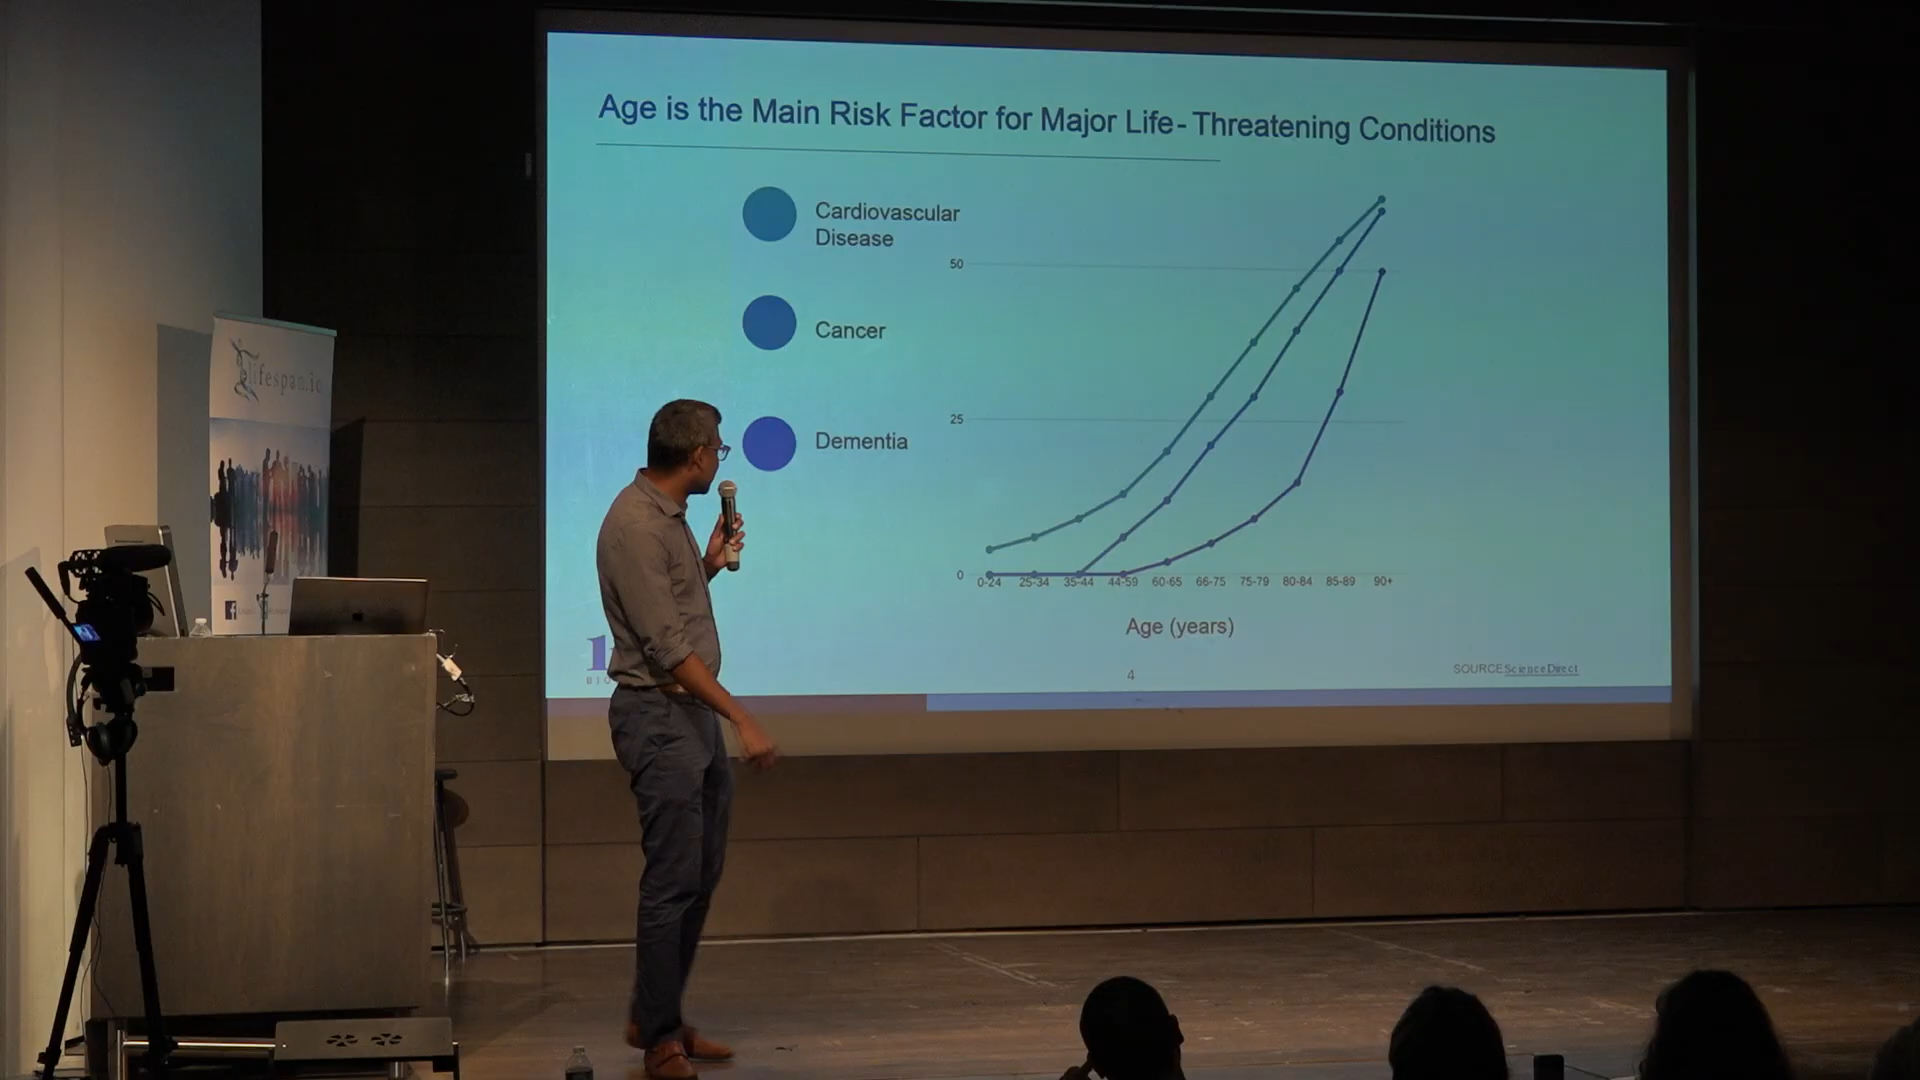 Age is the Main Risk Factor for Major Life-Threatening Conditions
Cardiovascular
Disease
Cancer
Dementia
50
25
0
0-24 25-34 35-44 44-59 60-65 66-75 75-79 80-84 85-89 90+
Age (years)
4
SOURCE ScienceDirect
lifespan.io